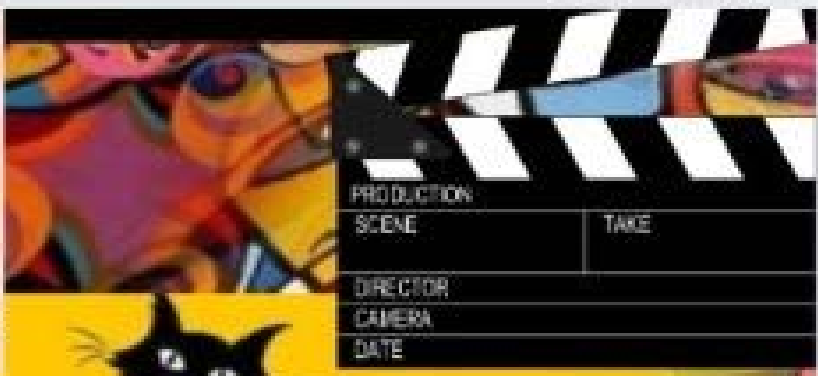 PRODUCTION
SCENE TAKE
DIRECTOR
CAMERA
DATE